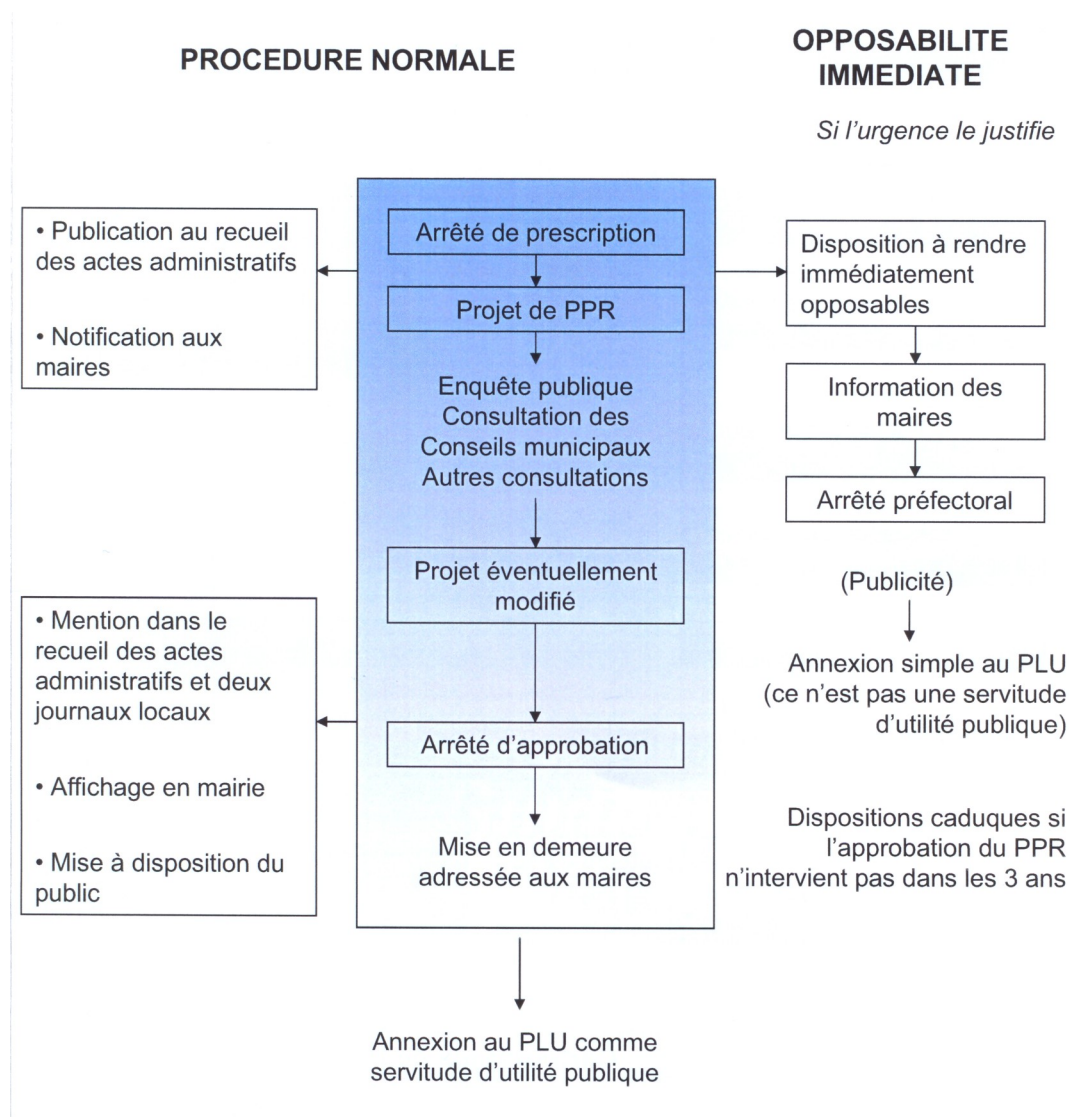 PROCEDURE NORMALE
OPPOSABILITE
IMMEDIATE
Si l’urgence le justifie
• Publication au recueil
des actes administratifs
• Notification aux
maires
Arrêté de prescription
Projet de PPR
Enquête publique
Consultation des
Conseils municipaux
Autres consultations
Projet éventuellement
modifié
Arrêté d’approbation
Mise en demeure
adressée aux maires
Annexion au PLU comme
servitude d’utilité publique
• Mention dans le
recueil des actes
administratifs et deux
journaux locaux
• Affichage en mairie
• Mise à disposition du
public
Disposition à rendre
immédiatement
opposables
Information des
maires
Arrêté préfectoral
(Publicité)
Annexion simple au PLU
(ce n’est pas une servitude
d’utilité publique)
Dispositions caduques si
l’approbation du PPR
n’intervient pas dans les 3 ans